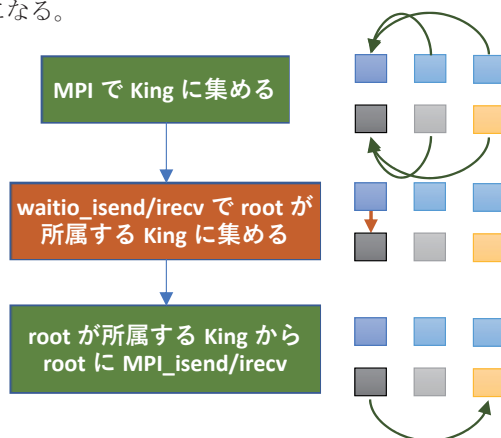 になる。
MPI で King に集める
waitio_isend/irecv で root が
所属する King に集める
root が所属する King から
root に MPI_isend/irecv